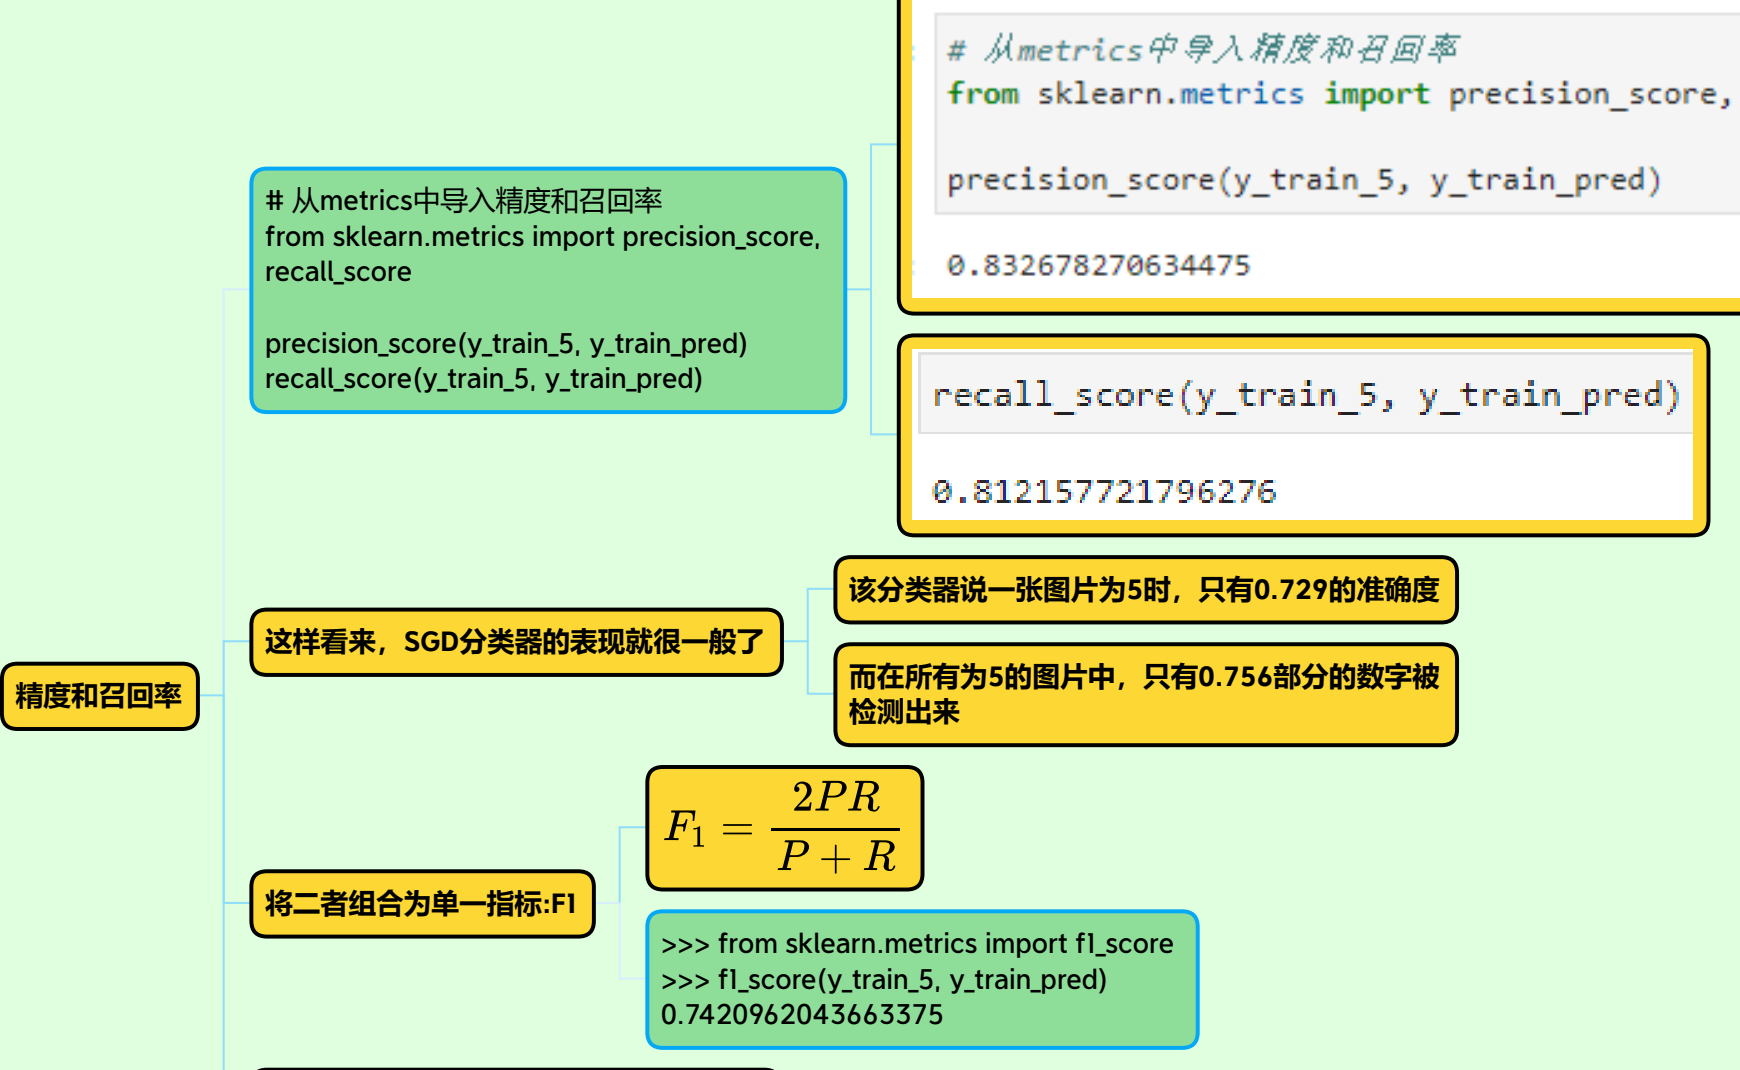 # 从metrics中导入精度和召回率
from sklearn.metrics import precision_score,
precision_score(y_train_5, y_train_pred)
0.832678270634475
# 从metrics中导入精度和召回率
from sklearn.metrics import precision_score,
recall_score
precision_score(y_train_5, y_train_pred)
recall_score(y_train_5, y_train_pred)
recall_score(y_train_5, y_train_pred)
0.812157721796276
该分类器说一张图片为5时，只有0.729的准确度
这样看来，SGD分类器的表现就很一般了
而在所有为5的图片中，只有0.756部分的数字被
检测出来
精度和召回率
F₁ = 2PR / (P + R)
将二者组合为单一指标:F1
>>> from sklearn.metrics import f1_score
>>> f1_score(y_train_5, y_train_pred)
0.7420962043663375